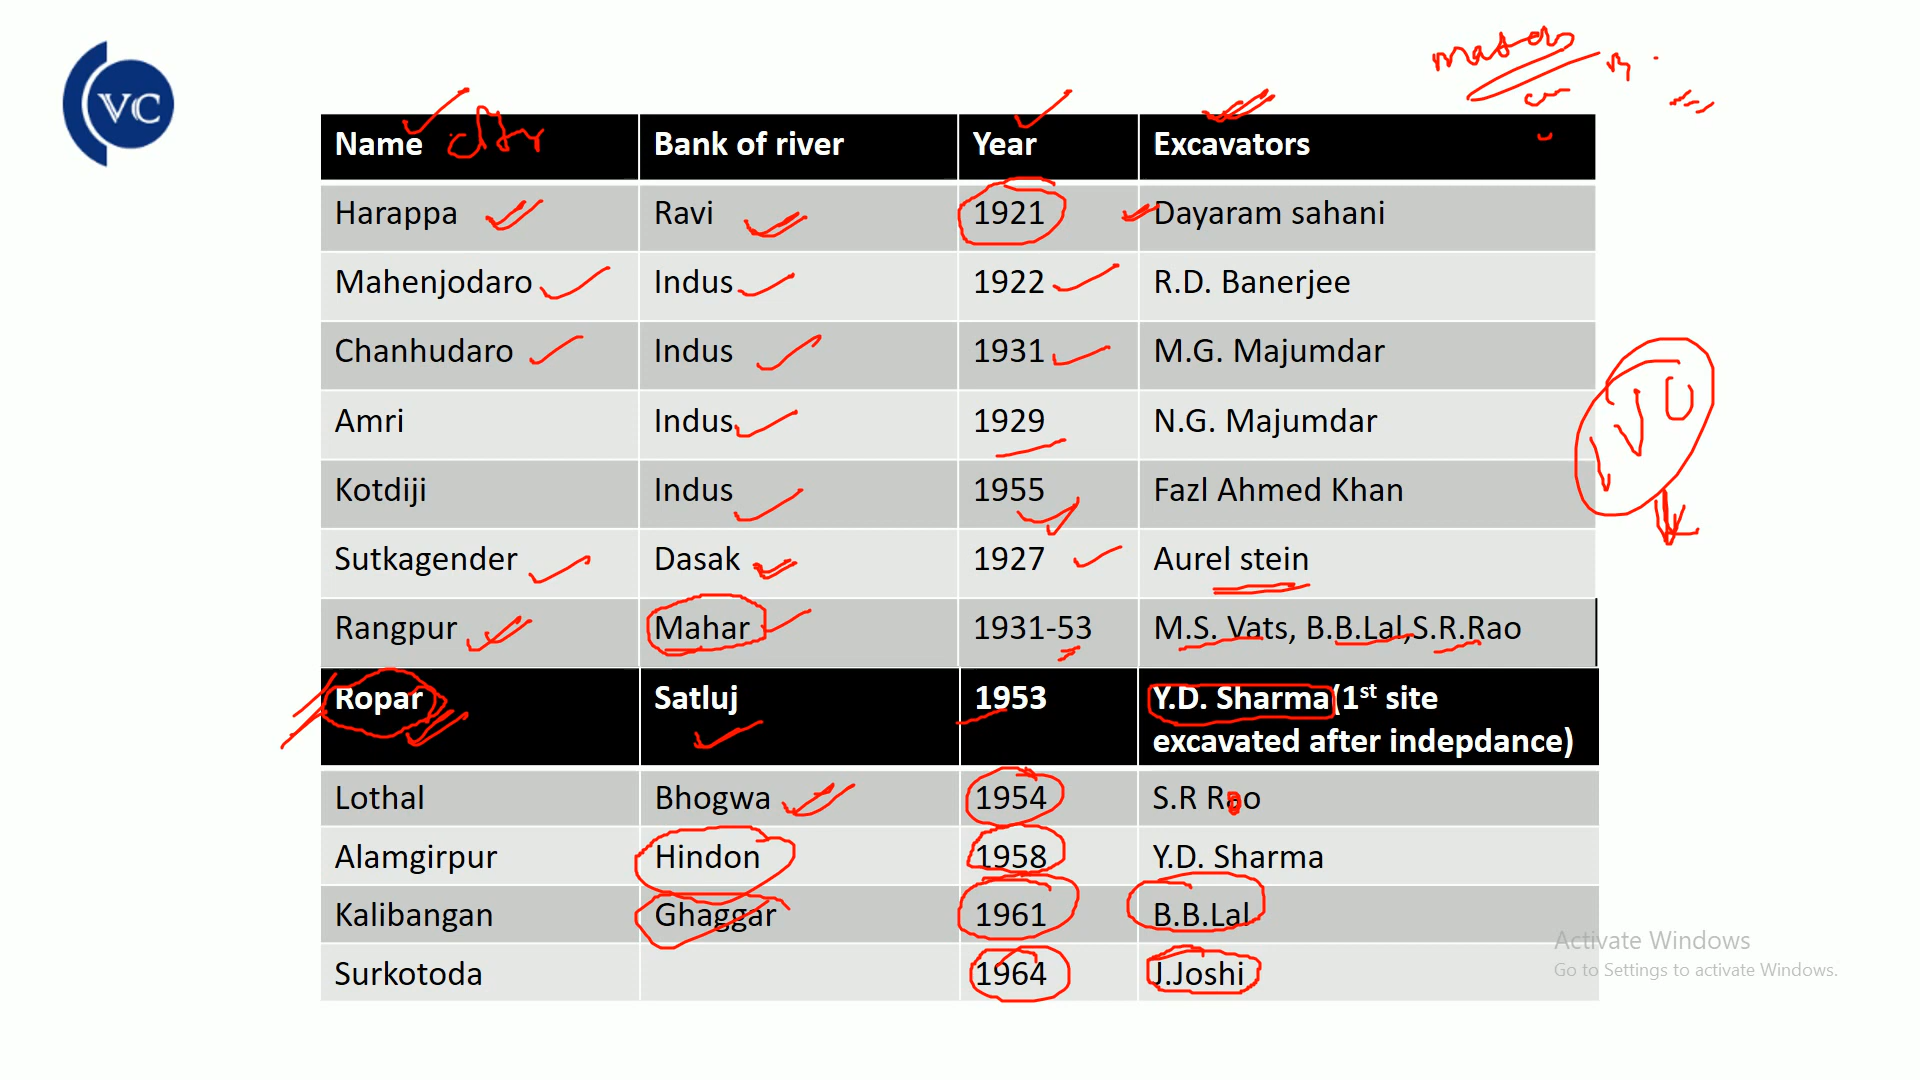 VC
Name Bank of river Year Excavators
Harappa Ravi 1921 Dayaram sahani
Mahenjodaro Indus 1922 R.D. Banerjee
Chanhudaro Indus 1931 M.G. Majumdar
Amri Indus 1929 N.G. Majumdar
Kotdiji Indus 1955 Fazl Ahmed Khan
Sutkagender Dasak 1927 Aurel stein
Rangpur Mahar 1931-53 M.S. Vats, B.B.Lal,S.R.Rao
Ropar Satluj 1953 Y.D. Sharma(1st site
excavated after indepdance)
Lothal Bhogwa 1954 S.R Rao
Alamgirpur Hindon 1958 Y.D. Sharma
Kalibangan Ghaggar 1961 B.B.Lal
Surkotoda 1964 J.Joshi
Activate Windows
Go to Settings to activate Windows.